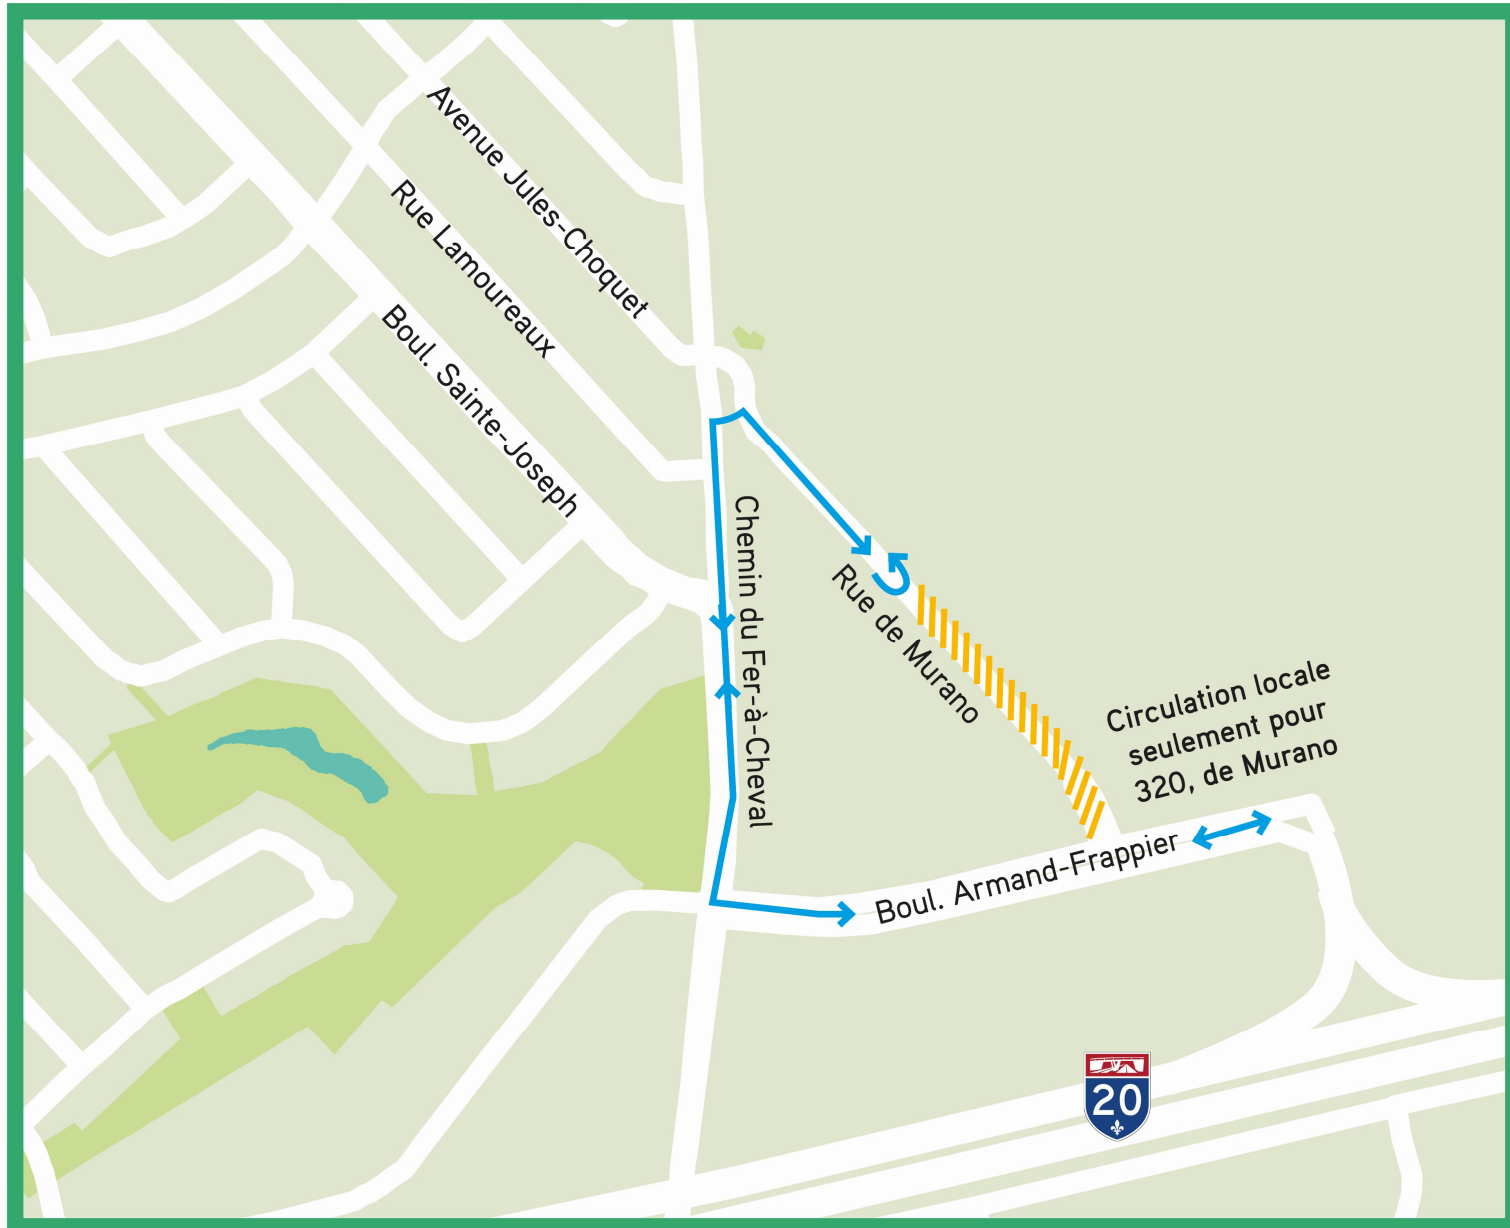 Avenue Jules-Choquet
Rue Lamoureaux
Boul. Sainte-Joseph
Chemin du Fer-à-Cheval
Rue de Murano
Circulation locale
seulement pour
320, de Murano
Boul. Armand-Frappier
20